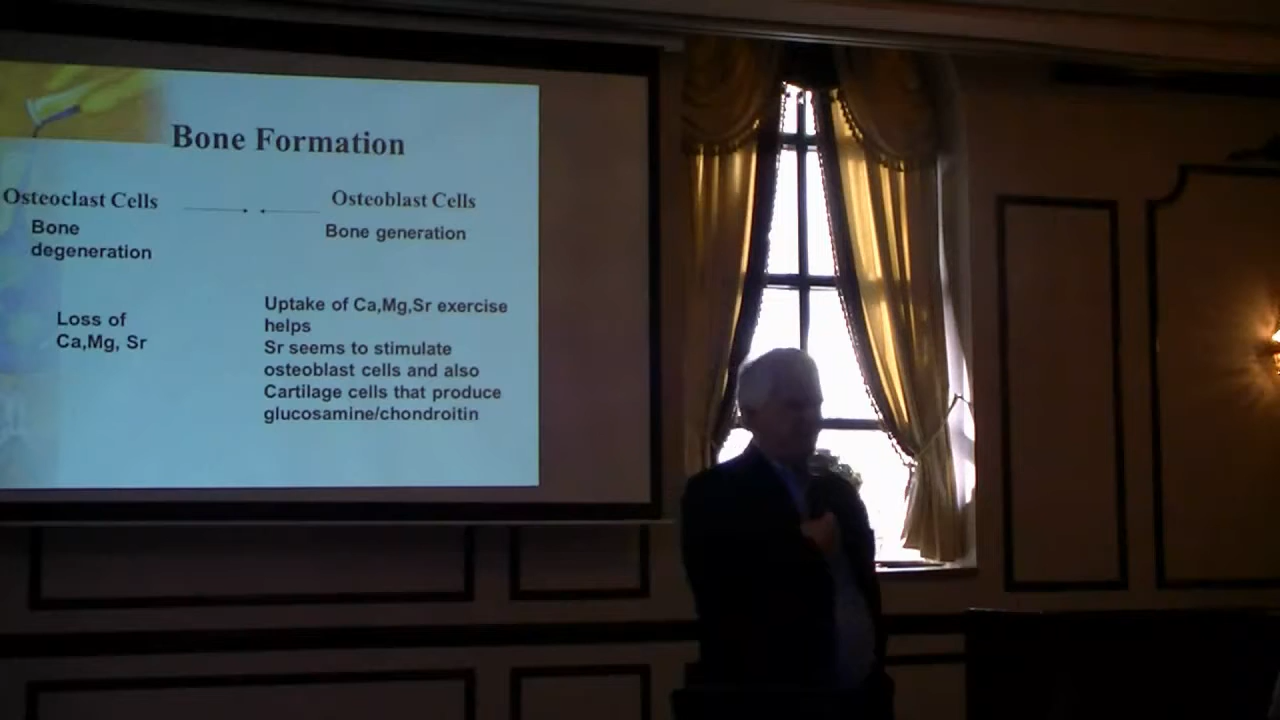 Bone Formation
Osteoclast Cells
Bone
degeneration
Loss of
Ca,Mg, Sr
Osteoblast Cells
Bone generation
Uptake of Ca,Mg,Sr exercise
helps
Sr seems to stimulate
osteoblast cells and also
Cartilage cells that produce
glucosamine/chondroitin